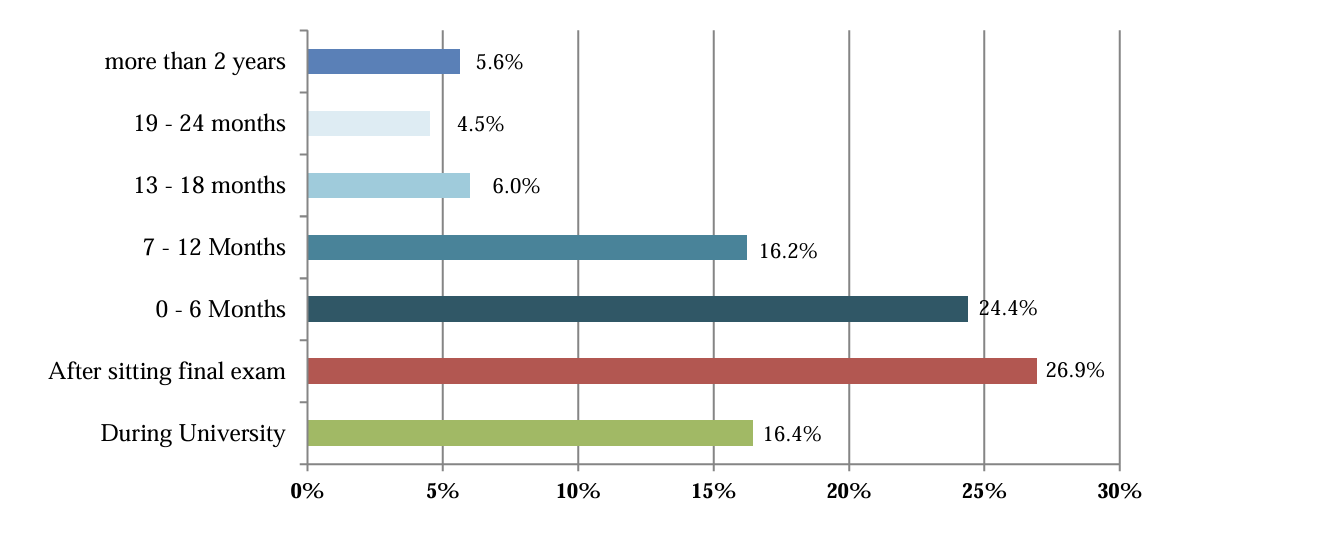 more than 2 years 5.6%
19 - 24 months 4.5%
13 - 18 months 6.0%
7 - 12 Months 16.2%
0 - 6 Months 24.4%
After sitting final exam 26.9%
During University 16.4%
0% 5% 10% 15% 20% 25% 30%